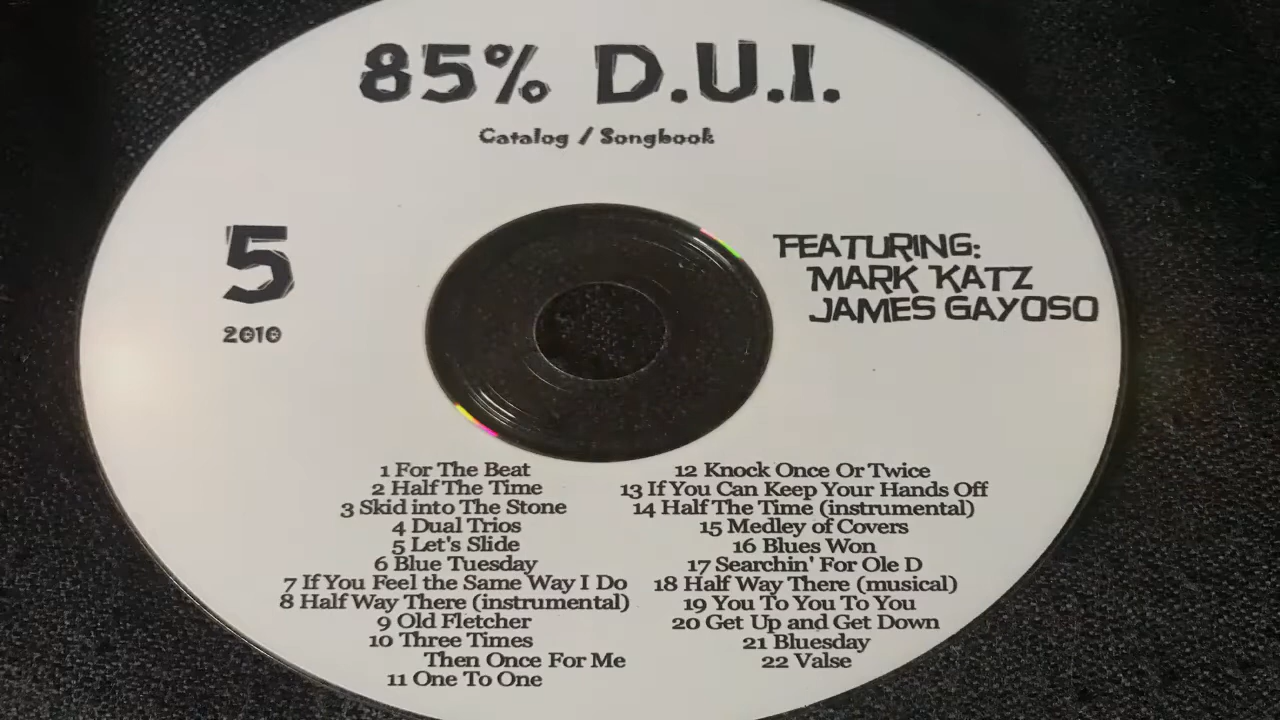 85% D.U.I.
Catalog / Songbook
5
2010
FEATURING:
MARK KATZ
JAMES GAYOSO
1 For The Beat
2 Half The Time
3 Skid into The Stone
4 Dual Trios
5 Let's Slide
6 Blue Tuesday
7 If You Feel the Same Way I Do
8 Half Way There (instrumental)
9 Old Fletcher
10 Three Times
Then Once For Me
11 One To One
12 Knock Once Or Twice
13 If You Can Keep Your Hands Off
14 Half The Time (instrumental)
15 Medley of Covers
16 Blues Won
17 Searchin' For Ole D
18 Half Way There (musical)
19 You To You To You
20 Get Up and Get Down
21 Bluesday
22 Valse